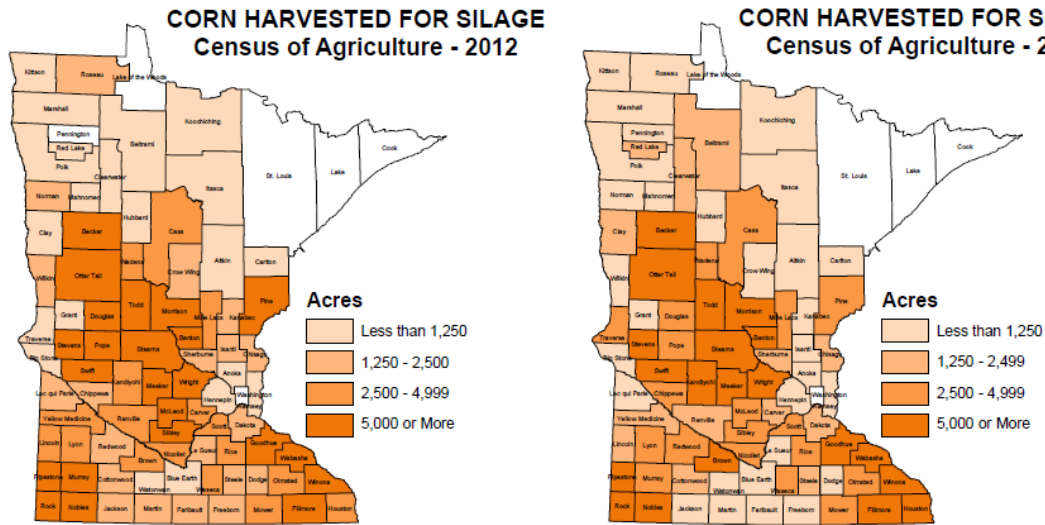 CORN HARVESTED FOR SILAGE
Census of Agriculture - 2012
Kittson
Roseau
Lake of the Woods
Marshall
Koochiching
Pennington
Beltrami
Red Lake
Polk
Clearwater
Cook
St. Louis
Lake
Itasca
Norman
Mahnomen
Hubbard
Cass
Clay
Becker
Aitkin
Carlton
Wadena
Crow Wing
Otter Tail
Wilkin
Pine
Todd
Morrison
Mille Lacs
Kanabec
Grant
Douglas
Traverse
Benton
Big Stone
Stevens
Pope
Stearns
Sherburne
Isanti
Chisago
Swift
Anoka
Kandiyohi
Meeker
Wright
Washington
Hennepin
Ramsey
Lac qui Parle
Chippewa
McLeod
Carver
Yellow Medicine
Renville
Scott
Dakota
Sibley
Lincoln
Lyon
Redwood
Nicollet
Le Sueur
Rice
Goodhue
Wabasha
Brown
Pipestone
Murray
Cottonwood
Watonwan
Blue Earth
Waseca
Steele
Dodge
Olmsted
Winona
Rock
Nobles
Jackson
Martin
Faribault
Freeborn
Mower
Fillmore
Houston
Acres
Less than 1,250
1,250 - 2,500
2,500 - 4,999
5,000 or More
CORN HARVESTED FOR S
Census of Agriculture - 2
Kittson
Roseau
Lake of the Woods
Marshall
Koochiching
Pennington
Beltrami
Red Lake
Polk
Clearwater
Cook
St. Louis
Lake
Itasca
Norman
Mahnomen
Hubbard
Cass
Clay
Becker
Aitkin
Carlton
Wadena
Crow Wing
Otter Tail
Wilkin
Pine
Todd
Morrison
Mille Lacs
Kanabec
Grant
Douglas
Traverse
Benton
Big Stone
Stevens
Pope
Stearns
Sherburne
Isanti
Chisago
Swift
Anoka
Kandiyohi
Meeker
Wright
Washington
Hennepin
Ramsey
Lac qui Parle
Chippewa
McLeod
Carver
Yellow Medicine
Renville
Scott
Dakota
Sibley
Lincoln
Lyon
Redwood
Nicollet
Le Sueur
Rice
Goodhue
Wabasha
Brown
Pipestone
Murray
Cottonwood
Watonwan
Blue Earth
Waseca
Steele
Dodge
Olmsted
Winona
Rock
Nobles
Jackson
Martin
Faribault
Freeborn
Mower
Fillmore
Houston
Acres
Less than 1,250
1,250 - 2,499
2,500 - 4,999
5,000 or More